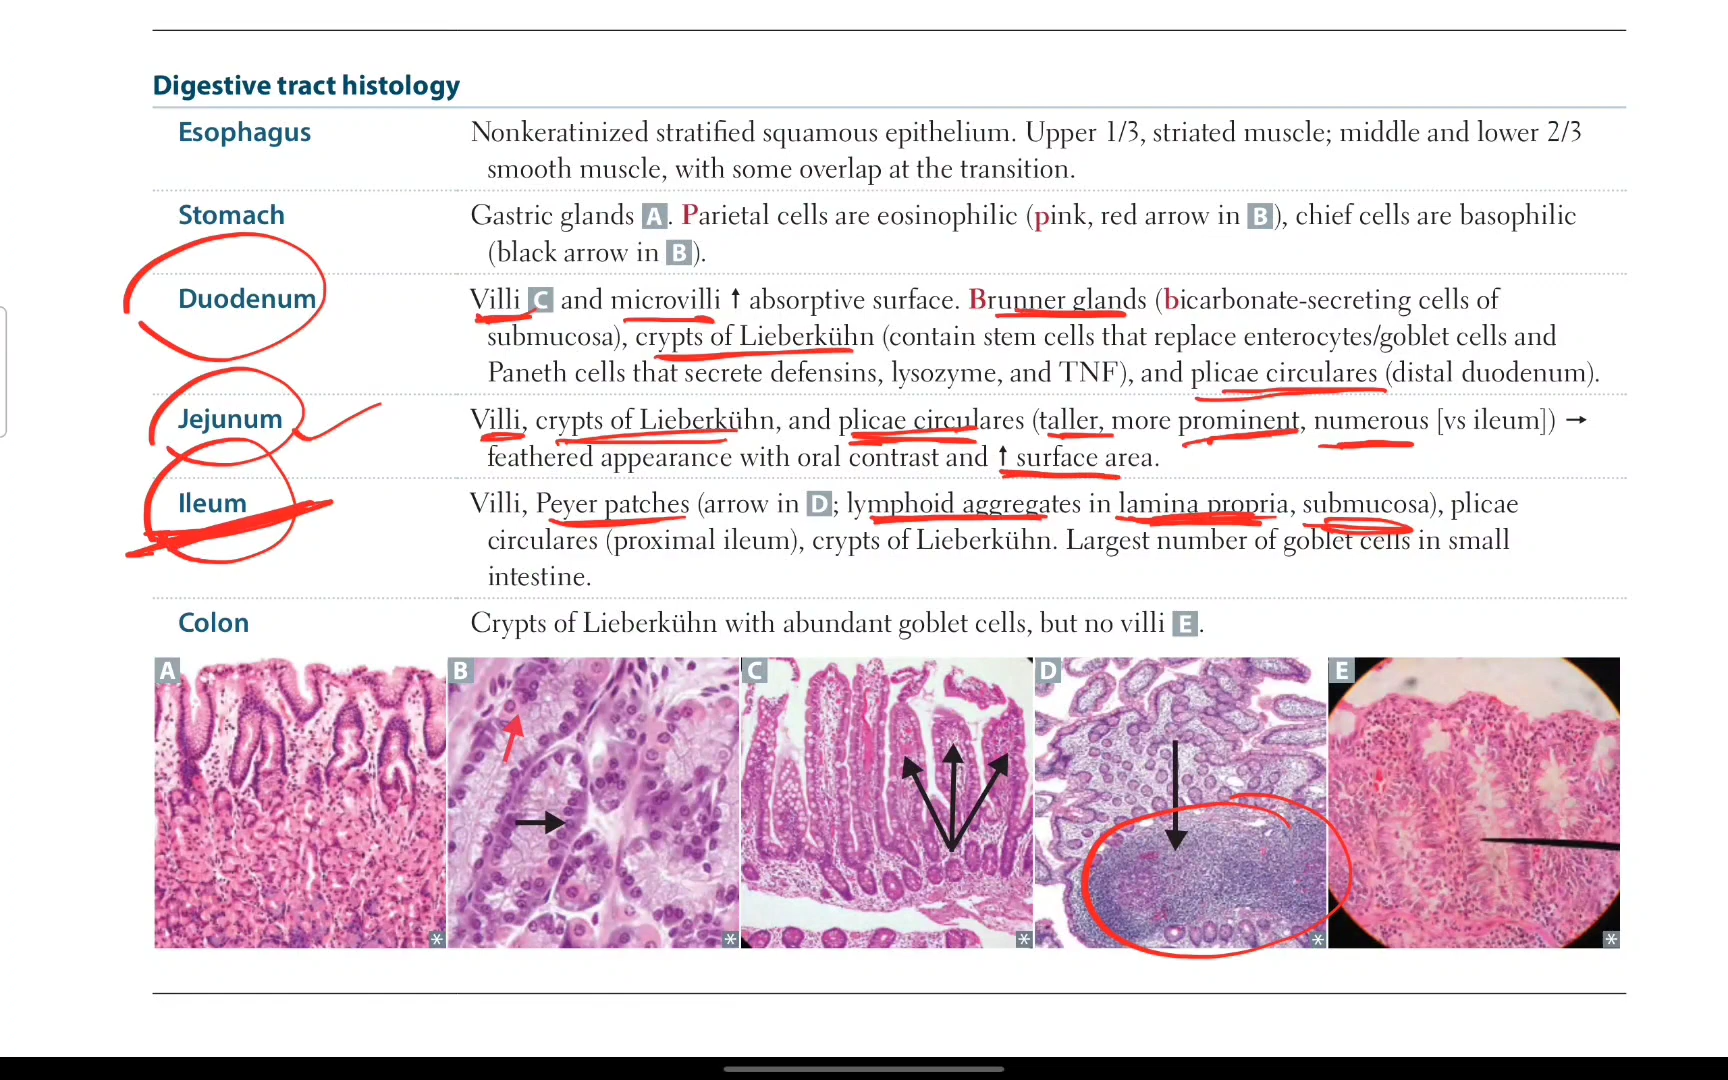 Digestive tract histology
Esophagus
Nonkeratinized stratified squamous epithelium. Upper 1/3, striated muscle; middle and lower 2/3
smooth muscle, with some overlap at the transition.
Stomach
Gastric glands A. Parietal cells are eosinophilic (pink, red arrow in B), chief cells are basophilic
(black arrow in B).
Duodenum
Villi C and microvilli ↑ absorptive surface. Brunner glands (bicarbonate-secreting cells of
submucosa), crypts of Lieberkühn (contain stem cells that replace enterocytes/goblet cells and
Paneth cells that secrete defensins, lysozyme, and TNF), and plicae circulares (distal duodenum).
Jejunum
Villi, crypts of Lieberkühn, and plicae circulares (taller, more prominent, numerous [vs ileum]) →
feathered appearance with oral contrast and ↑ surface area.
Ileum
Villi, Peyer patches (arrow in D; lymphoid aggregates in lamina propria, submucosa), plicae
circulares (proximal ileum), crypts of Lieberkühn. Largest number of goblet cells in small
intestine.
Colon
Crypts of Lieberkühn with abundant goblet cells, but no villi E.
A B C D E
* * * * *